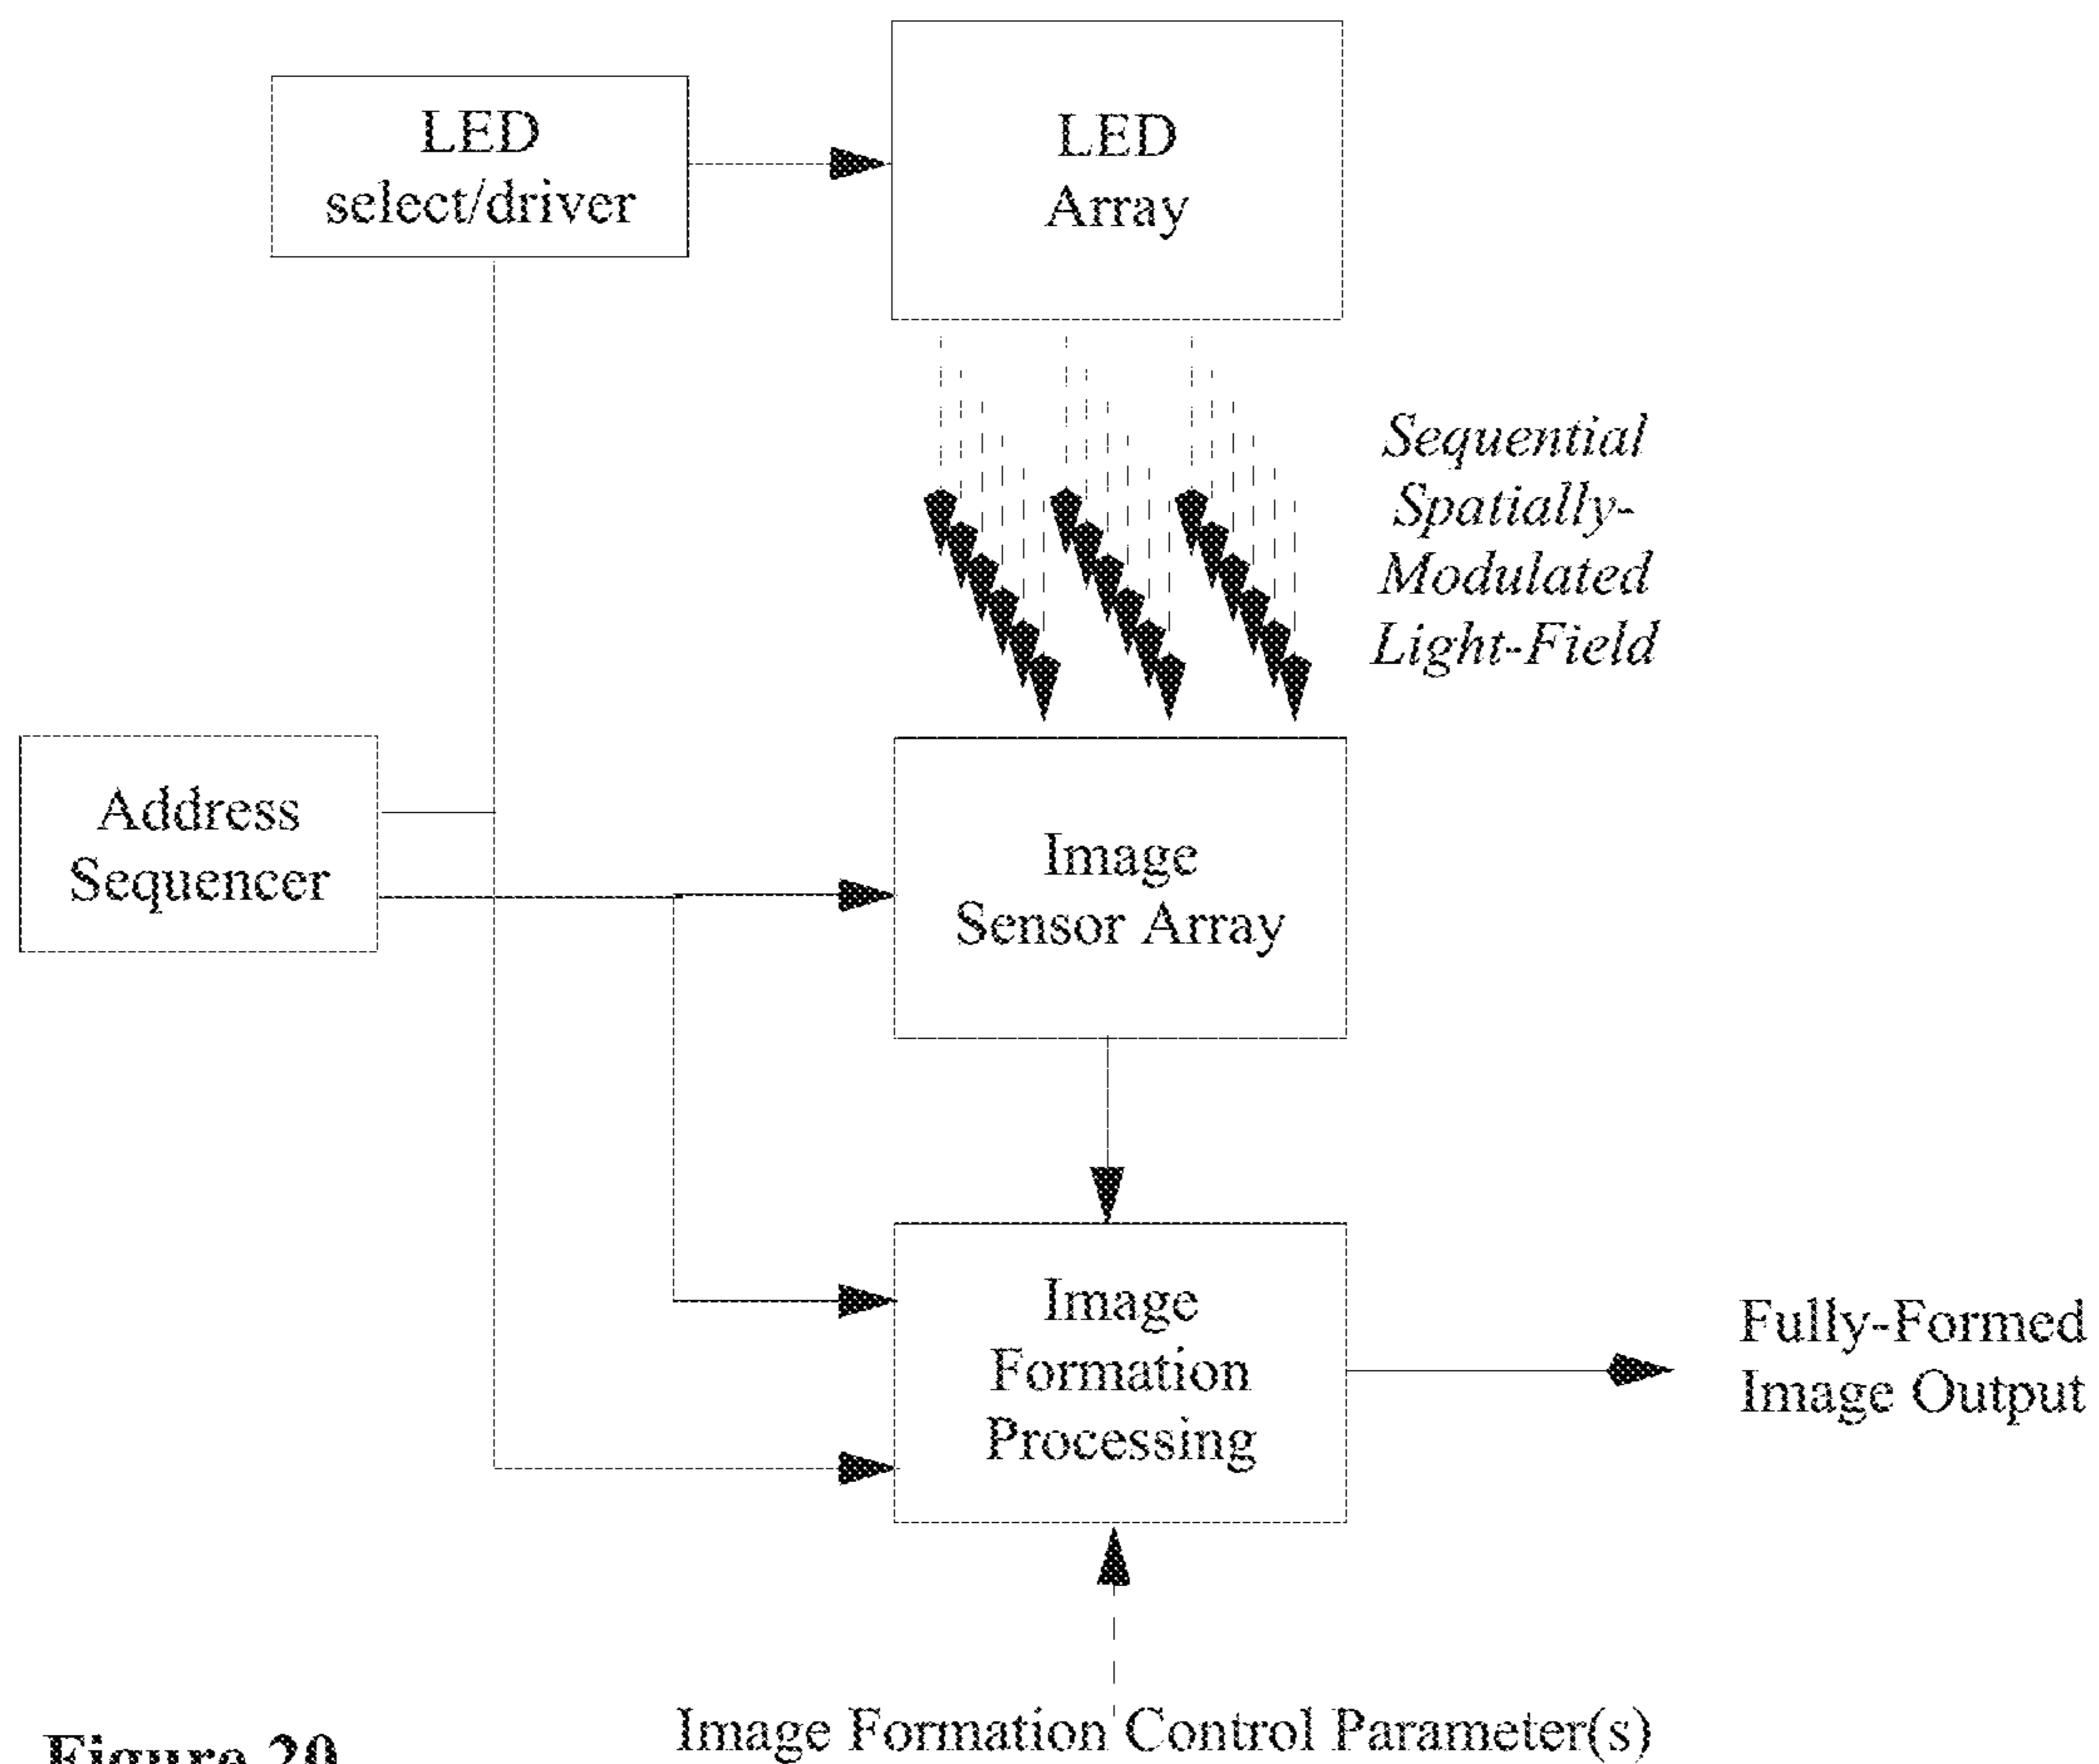 LED
select/driver
LED
Array
Sequential
Spatially-
Modulated
Light-Field
Address
Sequencer
Image
Sensor Array
Image
Formation
Processing
Fully-Formed
Image Output
Image Formation Control Parameter(s)
Figure 20